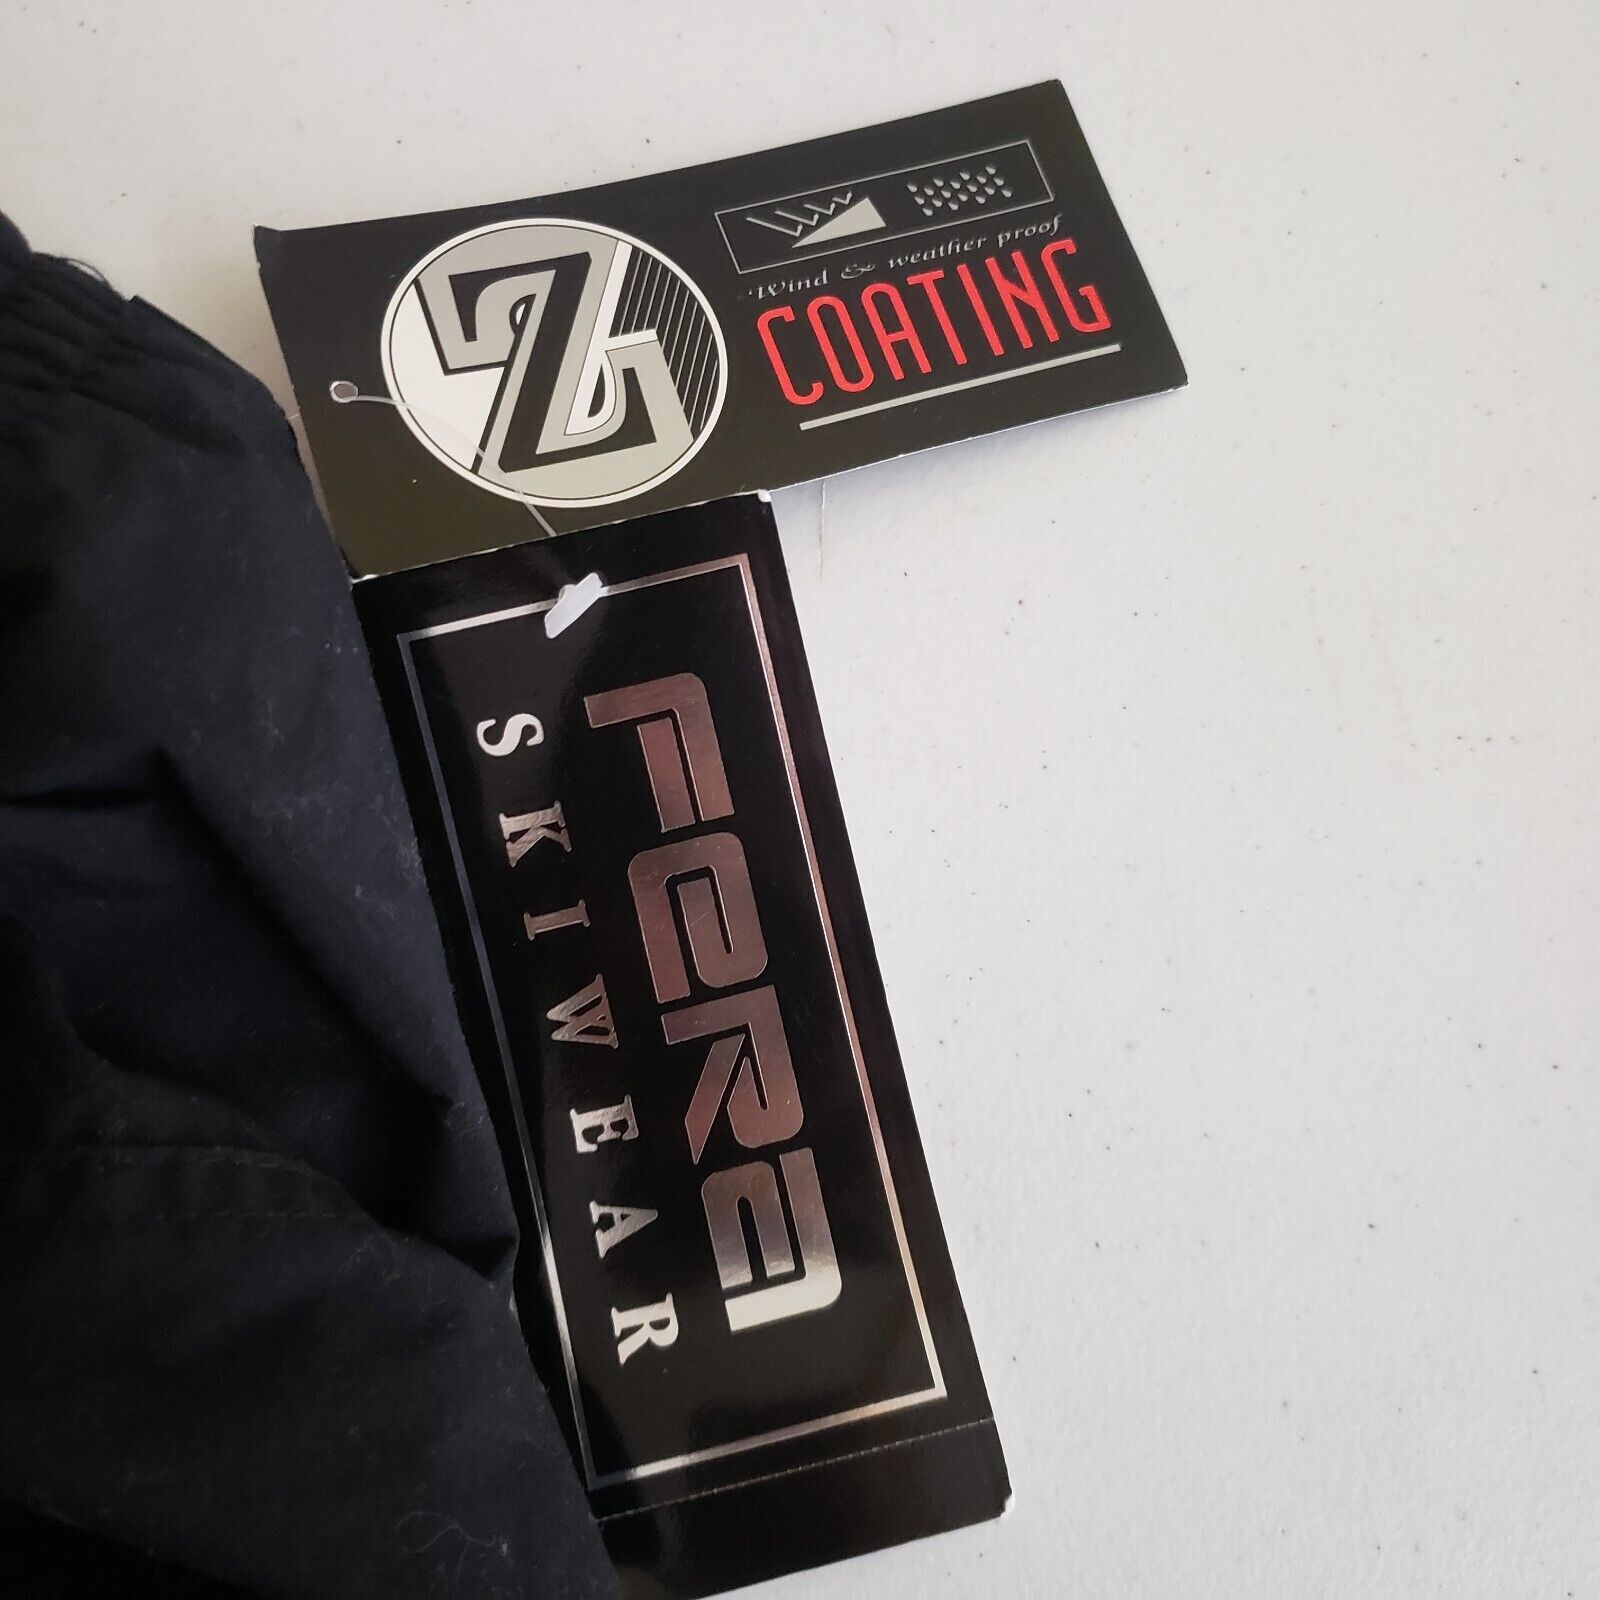 Z
Wind & weather proof
COATING
FERA
SKIWEAR